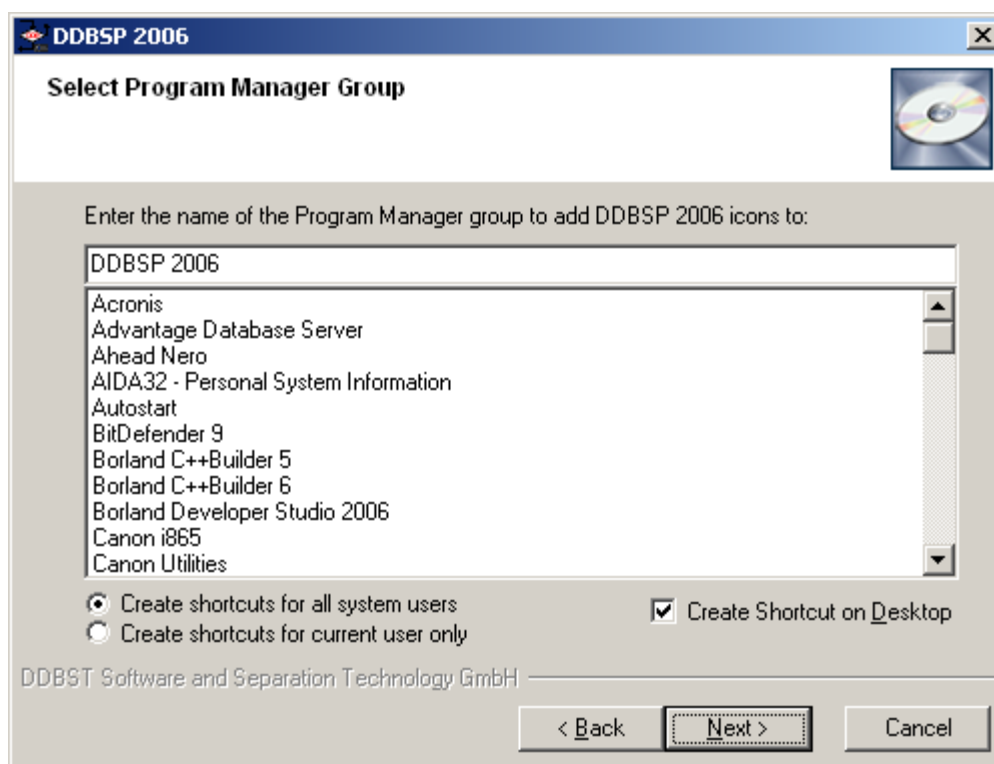 DDBSP 2006
Select Program Manager Group
Enter the name of the Program Manager group to add DDBSP 2006 icons to:
DDBSP 2006
Acronis
Advantage Database Server
Ahead Nero
AIDA32 - Personal System Information
Autostart
BitDefender 9
Borland C++Builder 5
Borland C++Builder 6
Borland Developer Studio 2006
Canon i865
Canon Utilities
Create shortcuts for all system users
Create Shortcut on Desktop
Create shortcuts for current user only
DDBST Software and Separation Technology GmbH
< Back
Next >
Cancel